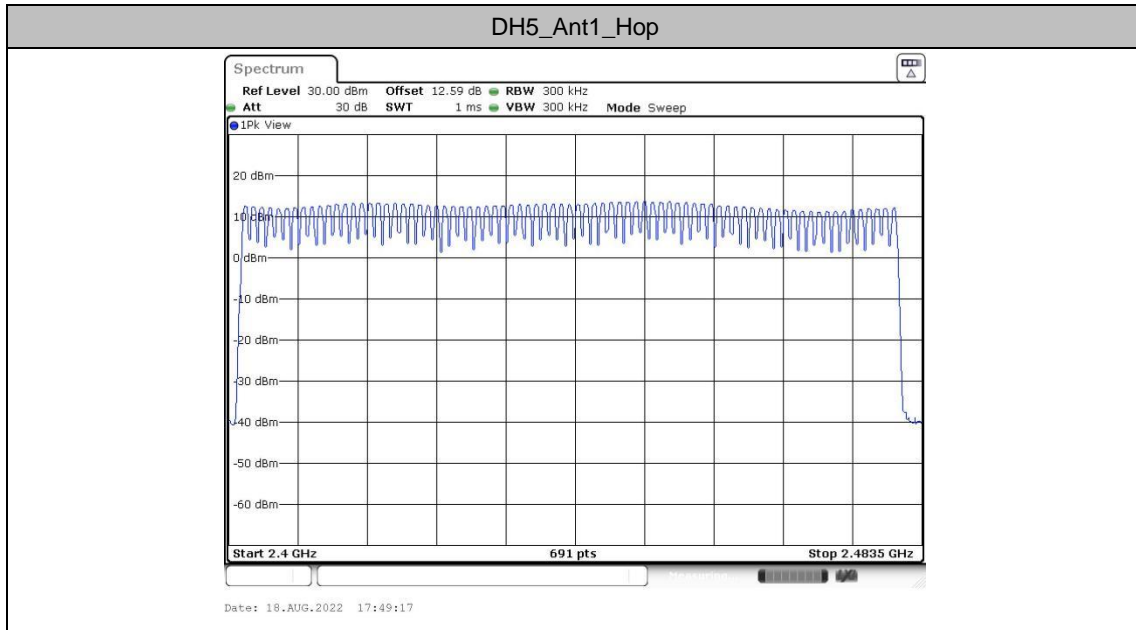 DH5_Ant1_Hop
Spectrum
Ref Level 30.00 dBm Offset 12.59 dB RBW 300 kHz
Att 30 dB SWT 1 ms VBW 300 kHz Mode Sweep
1Pk View
20 dBm
10 dBm
0 dBm
-10 dBm
-20 dBm
-30 dBm
-40 dBm
-50 dBm
-60 dBm
Start 2.4 GHz 691 pts Stop 2.4835 GHz
Date: 18.AUG.2022 17:49:17